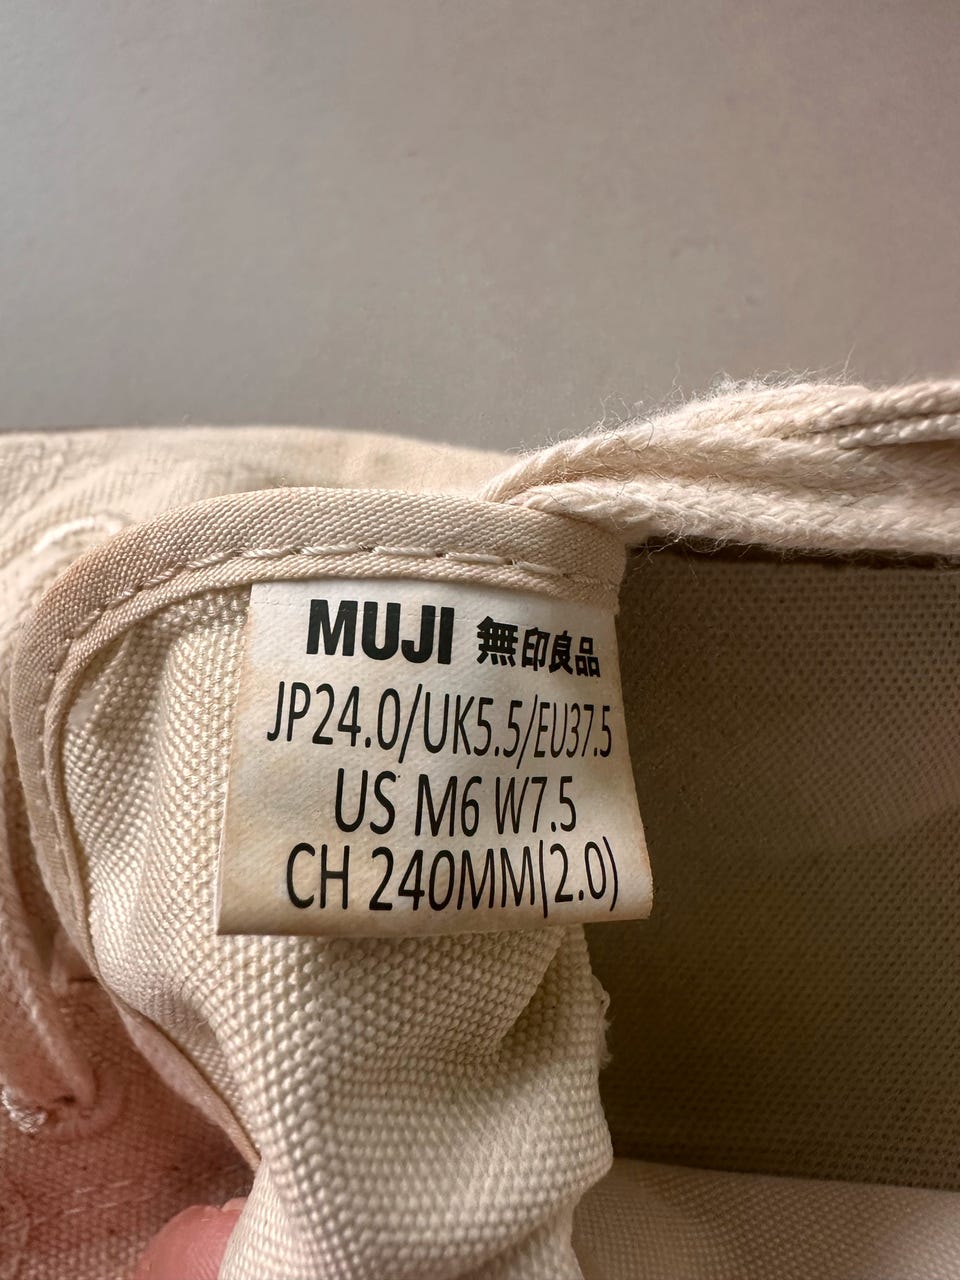 MUJI 無印良品
JP24.0/UK5.5/EU37.5
US M6 W7.5
CH 240MM(2.0)